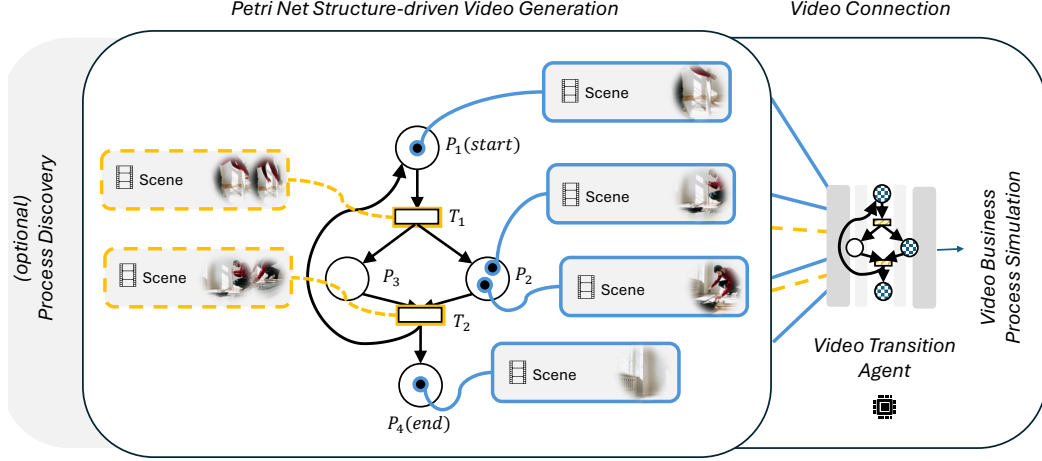 Petri Net Structure-driven Video Generation
Video Connection
(optional)
Process Discovery
Scene
P₁(start)
Scene
T₁
Scene
Scene
P₃
P₂
Scene
T₂
Scene
P₄(end)
Video Transition
Agent
Video Business
Process Simulation